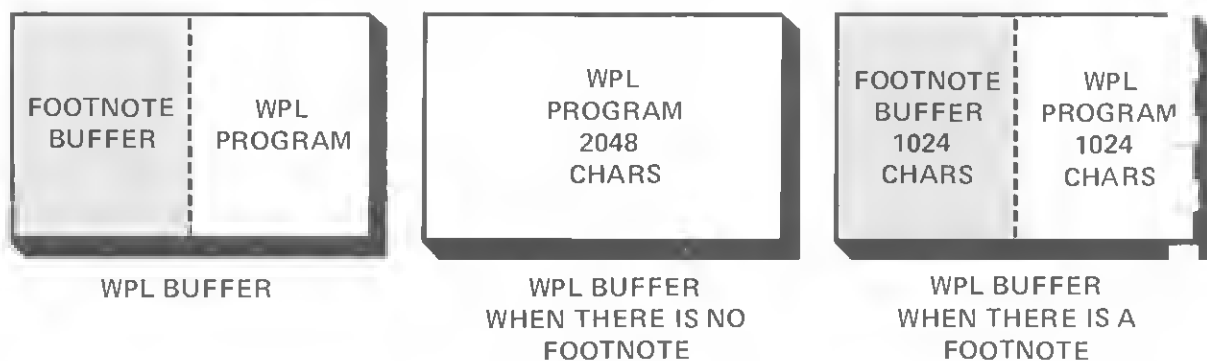 FOOTNOTE
BUFFER
WPL
PROGRAM
WPL BUFFER
WPL
PROGRAM
2048
CHARS
WPL BUFFER
WHEN THERE IS NO
FOOTNOTE
FOOTNOTE
BUFFER
1024
CHARS
WPL
PROGRAM
1024
CHARS
WPL BUFFER
WHEN THERE IS A
FOOTNOTE